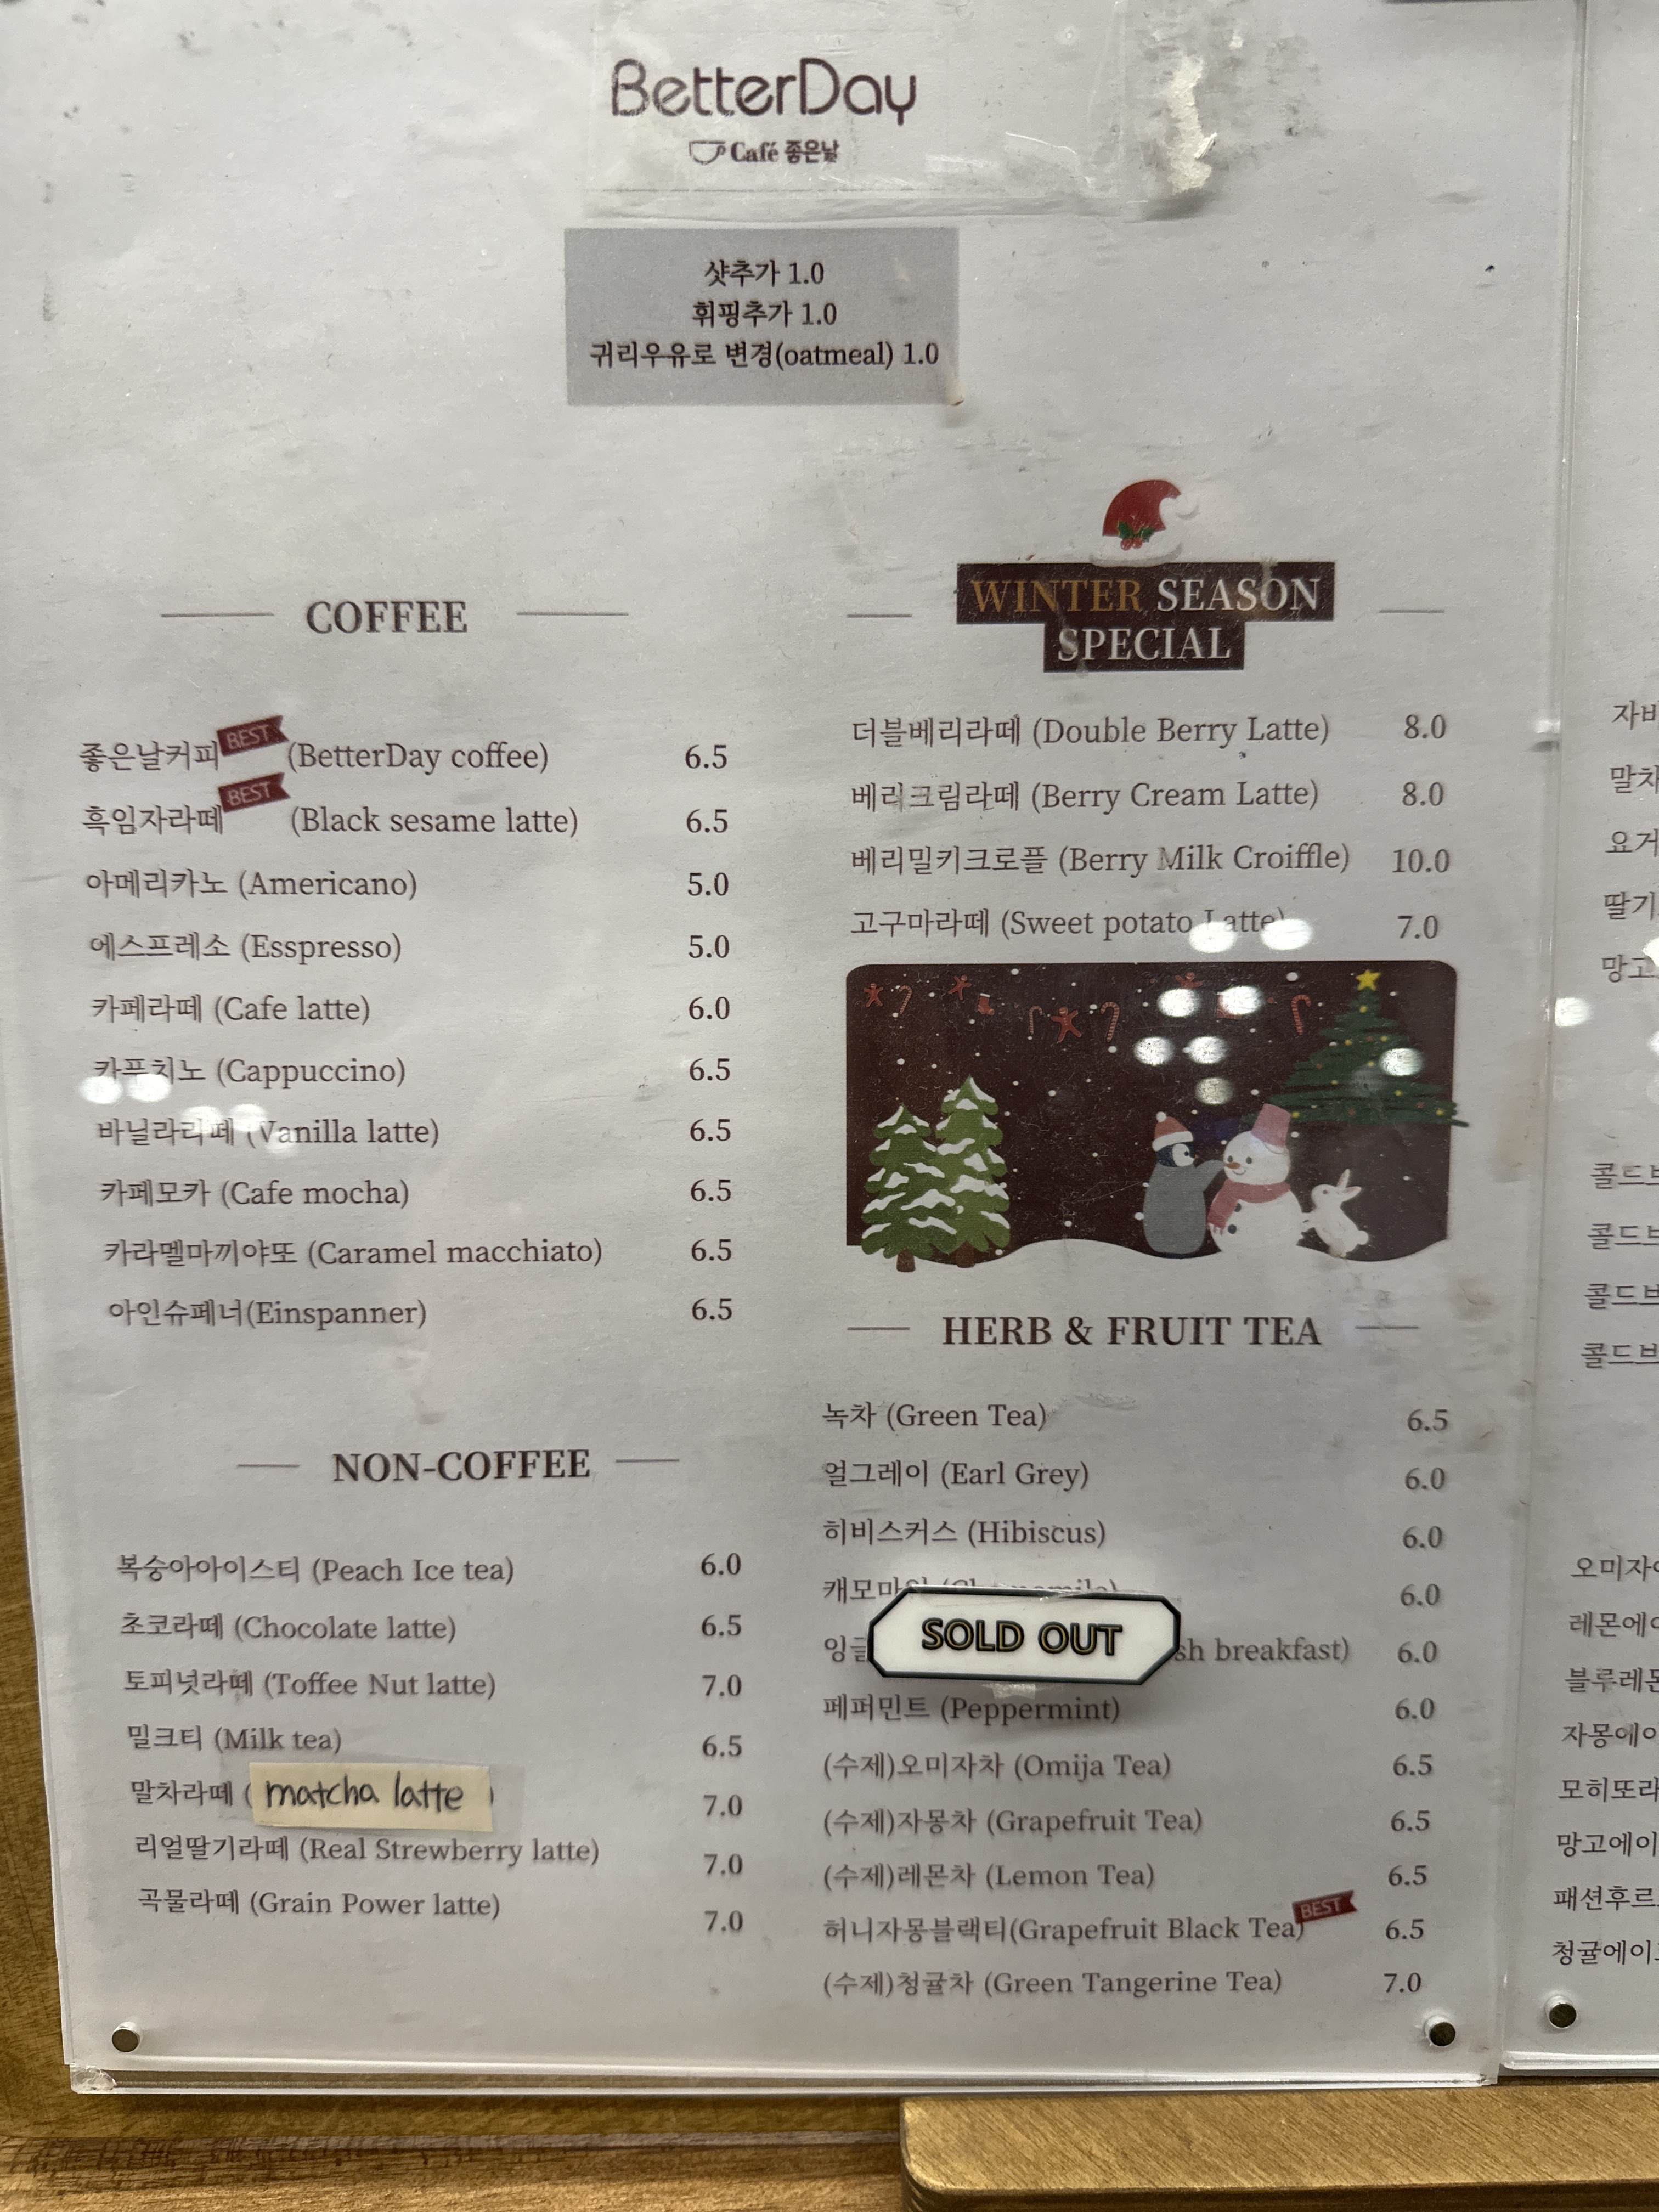 BetterDay
Café 좋은날
샷추가 1.0
휘핑추가 1.0
귀리우유로 변경(oatmeal) 1.0
COFFEE
좋은날커피 BEST (BetterDay coffee) 6.5
흑임자라떼 BEST (Black sesame latte) 6.5
아메리카노 (Americano) 5.0
에스프레소 (Esspresso) 5.0
카페라떼 (Cafe latte) 6.0
카푸치노 (Cappuccino) 6.5
바닐라라떼 (Vanilla latte) 6.5
카페모카 (Cafe mocha) 6.5
카라멜마끼야또 (Caramel macchiato) 6.5
아인슈페너(Einspanner) 6.5
NON-COFFEE
복숭아아이스티 (Peach Ice tea) 6.0
초코라떼 (Chocolate latte) 6.5
토피넛라떼 (Toffee Nut latte) 7.0
밀크티 (Milk tea) 6.5
말차라떼 ( matcha latte ) 7.0
리얼딸기라떼 (Real Strewberry latte) 7.0
곡물라떼 (Grain Power latte) 7.0
WINTER SEASON
SPECIAL
더블베리라떼 (Double Berry Latte) 8.0
베리크림라떼 (Berry Cream Latte) 8.0
베리밀키크로플 (Berry Milk Croiffle) 10.0
고구마라떼 (Sweet potato Latte) 7.0
HERB & FRUIT TEA
녹차 (Green Tea) 6.5
얼그레이 (Earl Grey) 6.0
히비스커스 (Hibiscus) 6.0
6.0
SOLD OUT
breakfast) 6.0
페퍼민트 (Peppermint) 6.0
(수제)오미자차 (Omija Tea) 6.5
(수제)자몽차 (Grapefruit Tea) 6.5
(수제)레몬차 (Lemon Tea) 6.5
허니자몽블랙티(Grapefruit Black Tea) BEST 6.5
(수제)청귤차 (Green Tangerine Tea) 7.0